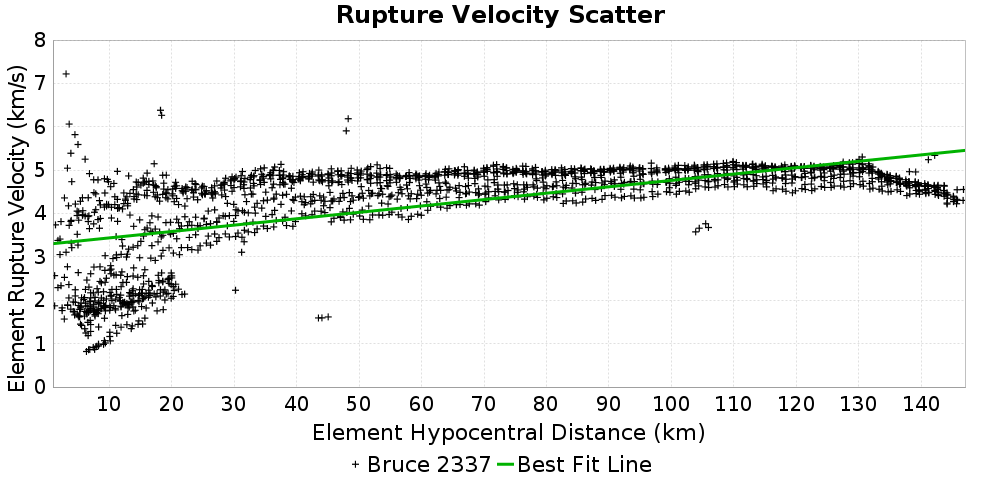 Rupture Velocity Scatter
Element Rupture Velocity (km/s)
8
7
6
5
4
3
2
1
0
10 20 30 40 50 60 70 80 90 100 110 120 130 140
Element Hypocentral Distance (km)
Bruce 2337 Best Fit Line